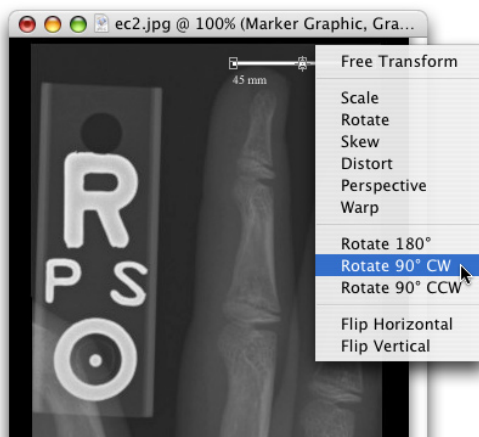 ec2.jpg @ 100% (Marker Graphic, Gra...
45 mm
R
P S
Free Transform
Scale
Rotate
Skew
Distort
Perspective
Warp
Rotate 180°
Rotate 90° CW
Rotate 90° CCW
Flip Horizontal
Flip Vertical